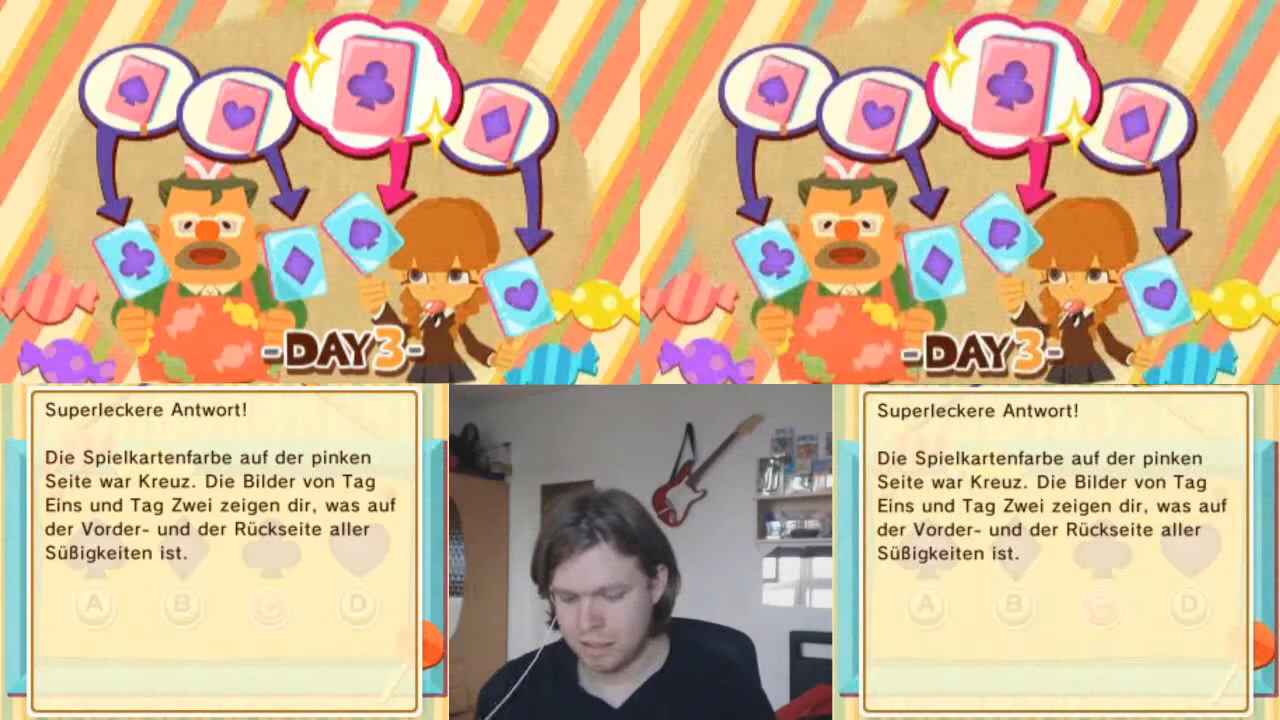 -DAY3-
-DAY3-
Superleckere Antwort!
Die Spielkartenfarbe auf der pinken
Seite war Kreuz. Die Bilder von Tag
Eins und Tag Zwei zeigen dir, was auf
der Vorder- und der Rückseite aller
Süßigkeiten ist.
A B C D
Superleckere Antwort!
Die Spielkartenfarbe auf der pinken
Seite war Kreuz. Die Bilder von Tag
Eins und Tag Zwei zeigen dir, was auf
der Vorder- und der Rückseite aller
Süßigkeiten ist.
A B C D